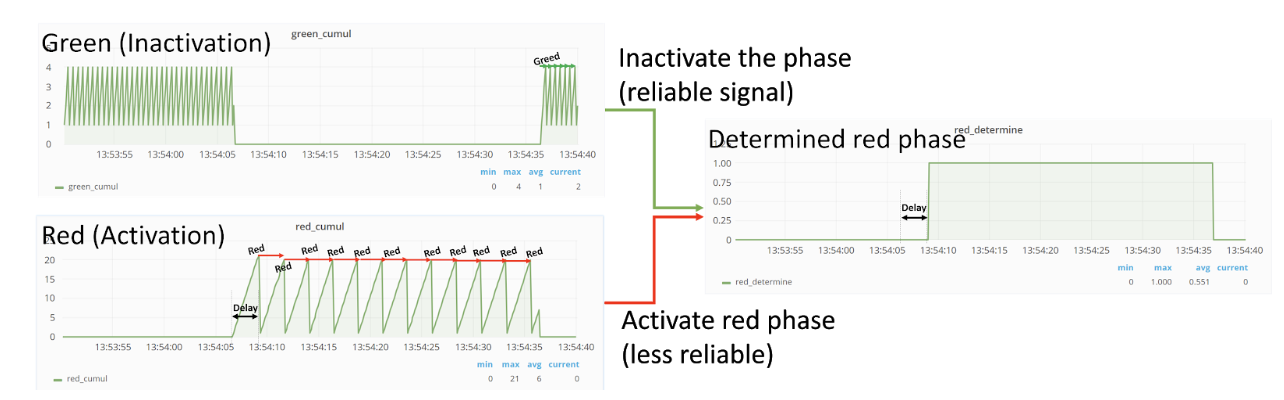 Green (Inactivation)
green_cumul
4
3
2
1
0
Greed
13:53:55 13:54:00 13:54:05 13:54:10 13:54:15 13:54:20 13:54:25 13:54:30 13:54:35 13:54:40
min max avg current
green_cumul 0 4 1 2
Red (Activation)
red_cumul
20
15
10
5
0
Red Red Red Red Red Red Red Red Red Red Red
Delay
13:53:55 13:54:00 13:54:05 13:54:10 13:54:15 13:54:20 13:54:25 13:54:30 13:54:35 13:54:40
min max avg current
red_cumul 0 21 6 0
Inactivate the phase
(reliable signal)
Activate red phase
(less reliable)
Determined red phase
red_determine
1.00
0.75
0.50
0.25
0
Delay
13:53:55 13:54:00 13:54:05 13:54:10 13:54:15 13:54:20 13:54:25 13:54:30 13:54:35 13:54:40
min max avg current
red_determine 0 1.000 0.551 0